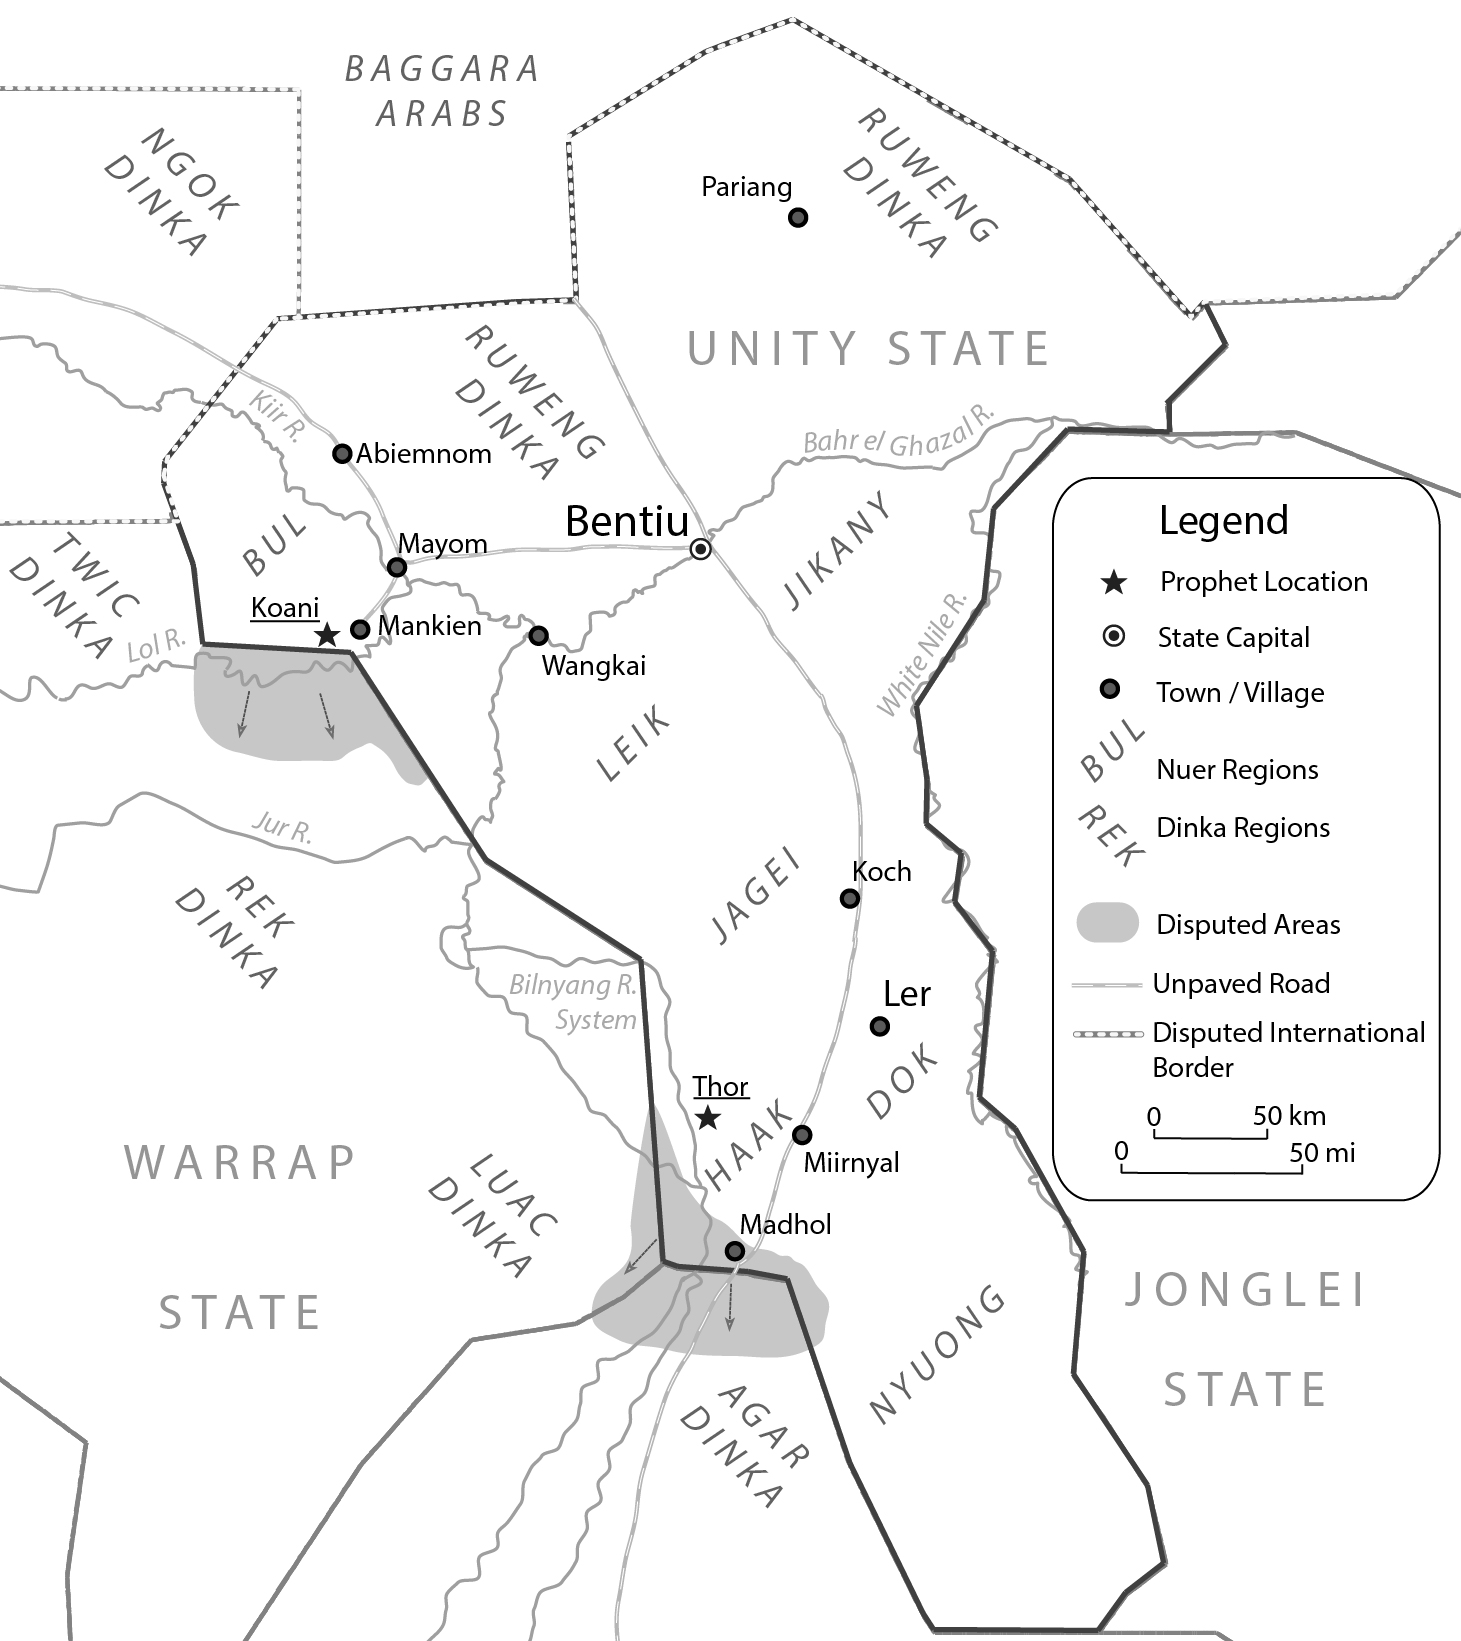 BAGGARA
ARABS
NGOK
DINKA
RUWENG
DINKA
Pariang
UNITY STATE
RUWENG
DINKA
Kiir R.
Abiemnom
Bahr el Ghazal R.
Bentiu
JIKANY
BUL
Mayom
TWIC
DINKA
Koani
Mankien
Lol R.
Wangkai
White Nile R.
LEIK
Jur R.
REK
DINKA
JAGEI
Koch
Bilnyang R.
System
Ler
DOK
Thor
HAAK
Miirnyal
WARRAP
STATE
LUAC
DINKA
Madhol
NYUONG
AGAR
DINKA
JONGLEI
STATE
Legend
Prophet Location
State Capital
Town / Village
BUL
Nuer Regions
REK
Dinka Regions
Disputed Areas
Unpaved Road
Disputed International
Border
0 50 km
0 50 mi